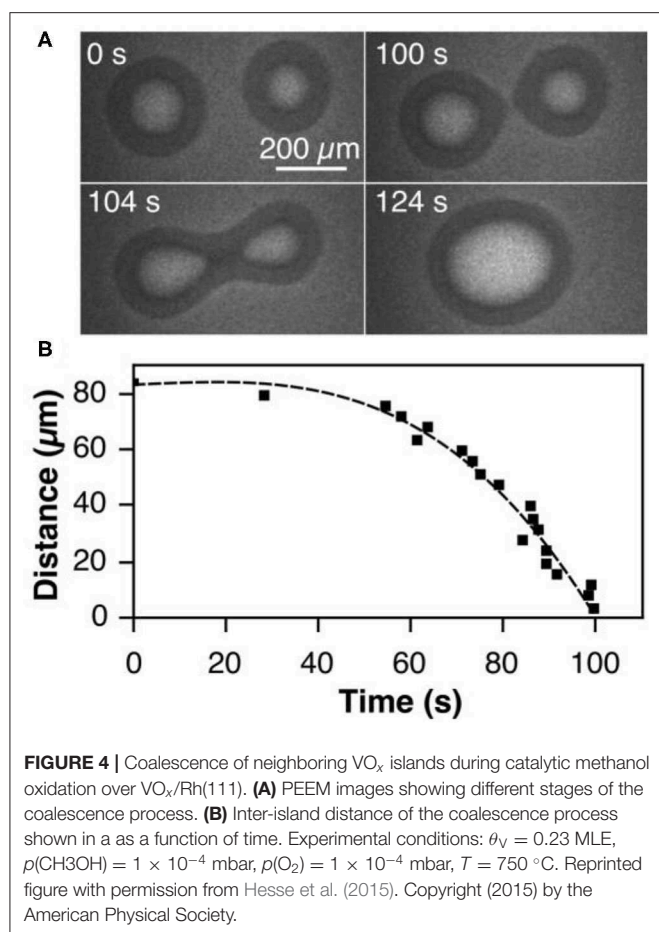 A
0 s
100 s
200 µm
104 s
124 s
B
Distance (µm)
80
60
40
20
0
0 20 40 60 80 100
Time (s)
FIGURE 4 | Coalescence of neighboring VOx islands during catalytic methanol
oxidation over VOx/Rh(111). (A) PEEM images showing different stages of the
coalescence process. (B) Inter-island distance of the coalescence process
shown in a as a function of time. Experimental conditions: θV = 0.23 MLE,
p(CH3OH) = 1 × 10−4 mbar, p(O2) = 1 × 10−4 mbar, T = 750 °C. Reprinted
figure with permission from Hesse et al. (2015). Copyright (2015) by the
American Physical Society.